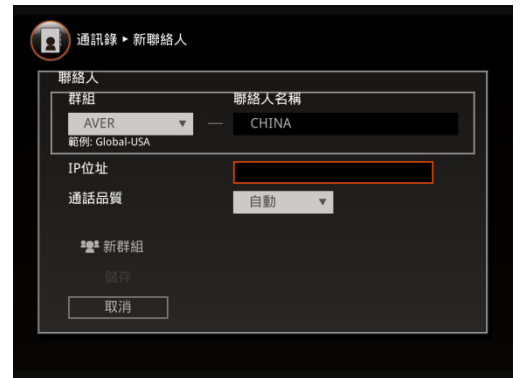 通訊錄 ▸ 新聯絡人
聯絡人
群組 聯絡人名稱
AVER ▼ — CHINA
範例: Global-USA
IP位址
通話品質 自動 ▼
新群組
儲存
取消